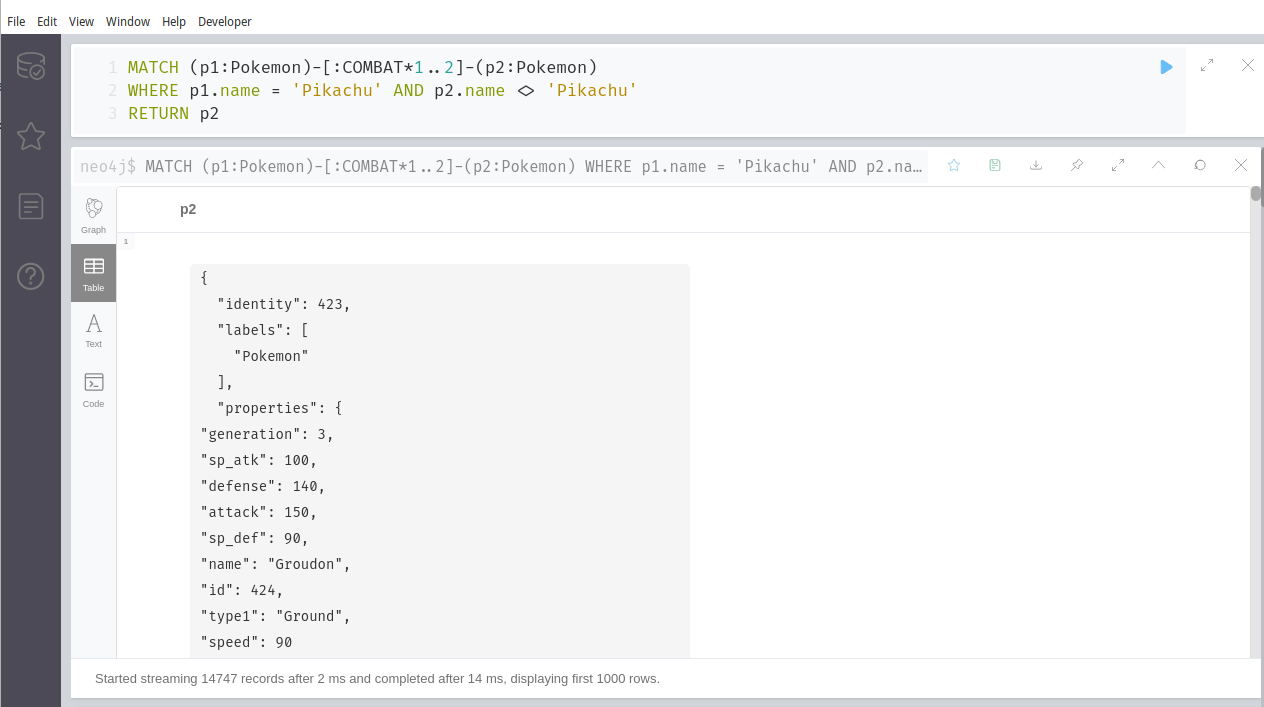 File Edit View Window Help Developer
1 MATCH (p1:Pokemon)-[:COMBAT*1..2]-(p2:Pokemon)
2 WHERE p1.name = 'Pikachu' AND p2.name <> 'Pikachu'
3 RETURN p2
neo4j$ MATCH (p1:Pokemon)-[:COMBAT*1..2]-(p2:Pokemon) WHERE p1.name = 'Pikachu' AND p2.na…
Graph
Table
Text
Code
p2
1
{
"identity": 423,
"labels": [
"Pokemon"
],
"properties": {
"generation": 3,
"sp_atk": 100,
"defense": 140,
"attack": 150,
"sp_def": 90,
"name": "Groudon",
"id": 424,
"type1": "Ground",
"speed": 90
Started streaming 14747 records after 2 ms and completed after 14 ms, displaying first 1000 rows.